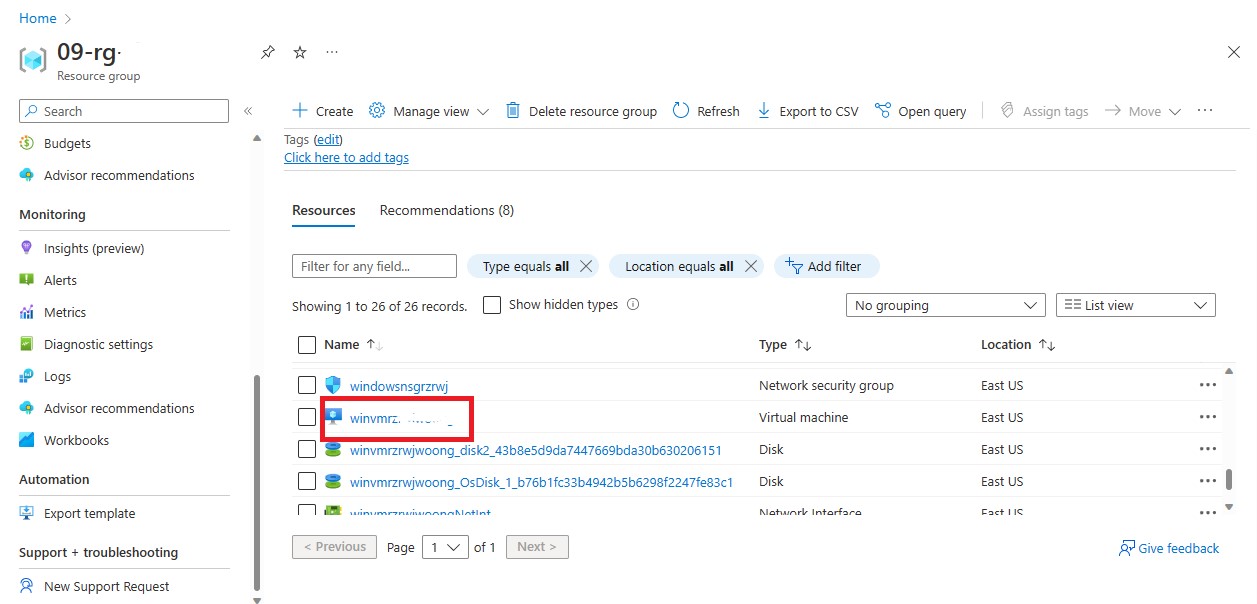 Home
09-rg
Resource group
Search
Budgets
Advisor recommendations
Monitoring
Insights (preview)
Alerts
Metrics
Diagnostic settings
Logs
Advisor recommendations
Workbooks
Automation
Export template
Support + troubleshooting
New Support Request
Create Manage view Delete resource group Refresh Export to CSV Open query Assign tags Move
Tags (edit)
Click here to add tags
Resources Recommendations (8)
Filter for any field... Type equals all Location equals all Add filter
Showing 1 to 26 of 26 records. Show hidden types No grouping List view
Name Type Location
windowsnsgrzrwj Network security group East US
winvmrz Virtual machine East US
winvmrzrwjwoong_disk2_43b8e5d9da7447669bda30b630206151 Disk East US
winvmrzrwjwoong_OsDisk_1_b76b1fc33b4942b5b6298f2247fe83c1 Disk East US
winvmrzrwjwoongNetInt Network Interface East US
< Previous Page 1 of 1 Next >
Give feedback